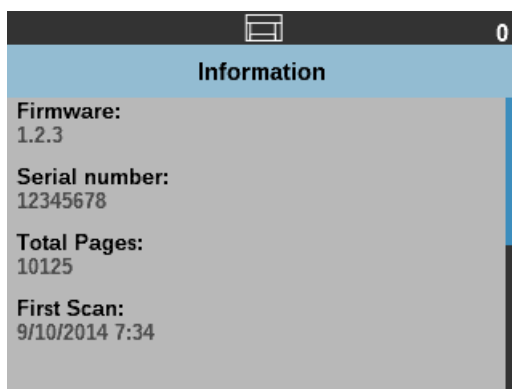 0
Information
Firmware:
1.2.3
Serial number:
12345678
Total Pages:
10125
First Scan:
9/10/2014 7:34